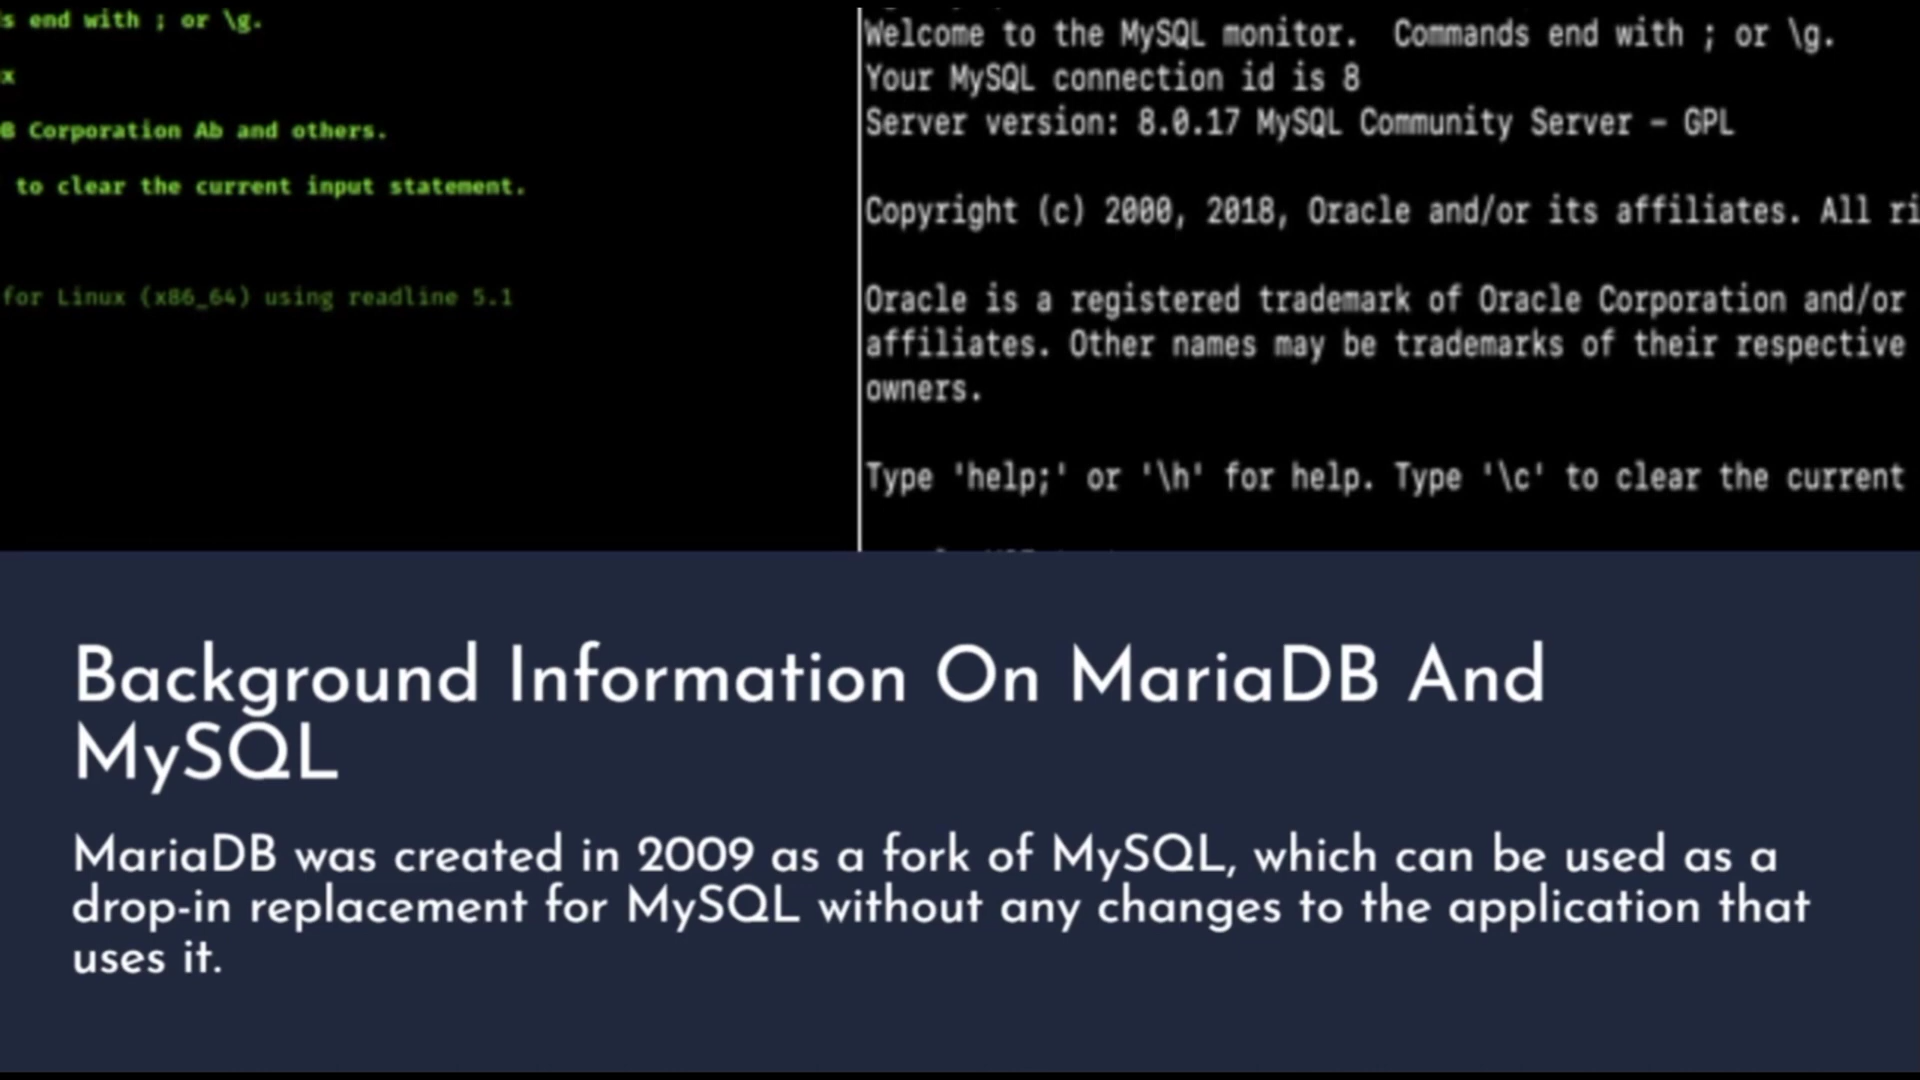 s end with ; or \g.
x
B Corporation Ab and others.
to clear the current input statement.
for Linux (x86_64) using readline 5.1
Welcome to the MySQL monitor.  Commands end with ; or \g.
Your MySQL connection id is 8
Server version: 8.0.17 MySQL Community Server - GPL
Copyright (c) 2000, 2018, Oracle and/or its affiliates. All ri
Oracle is a registered trademark of Oracle Corporation and/or
affiliates. Other names may be trademarks of their respective
owners.
Type 'help;' or '\h' for help. Type '\c' to clear the current
Background Information On MariaDB And
MySQL
MariaDB was created in 2009 as a fork of MySQL, which can be used as a
drop-in replacement for MySQL without any changes to the application that
uses it.